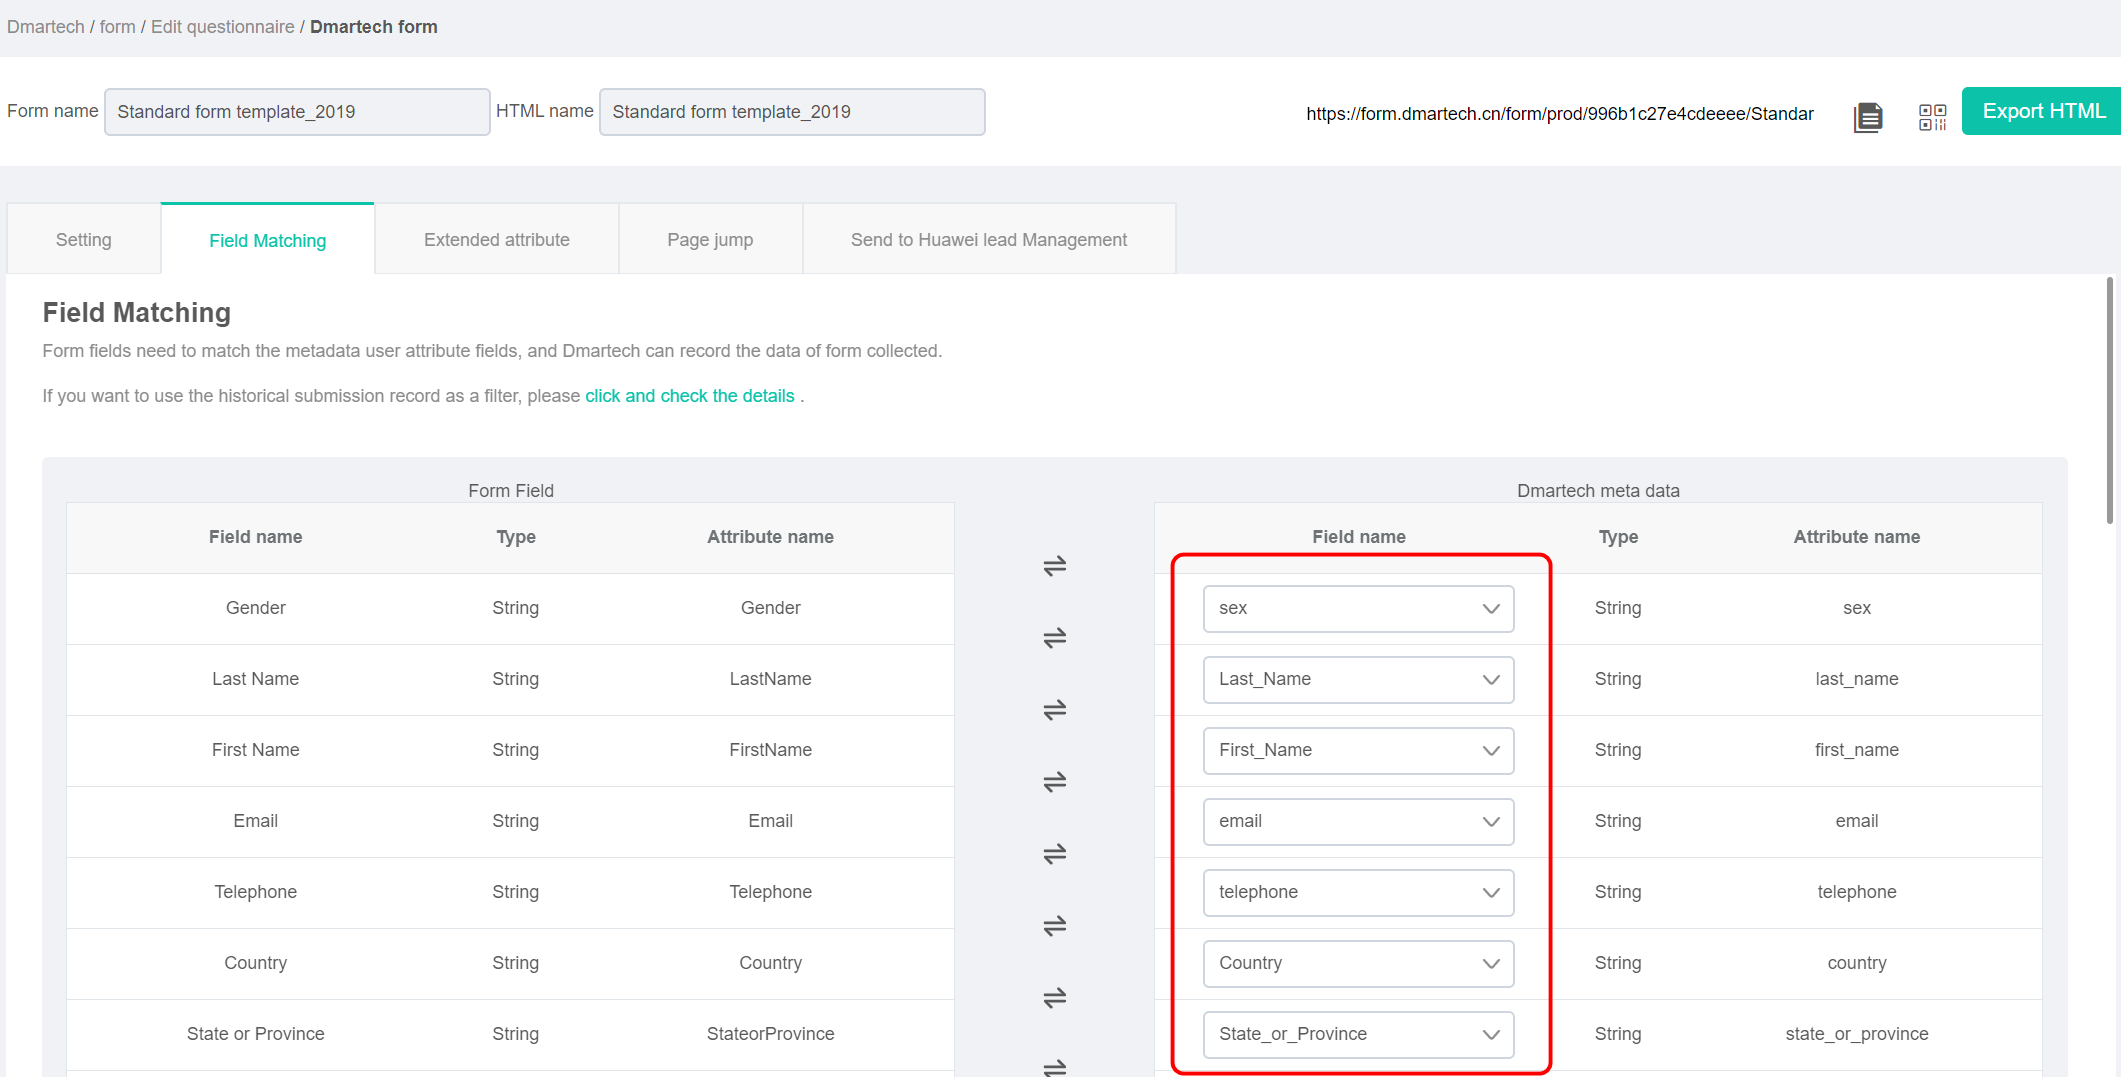 Dmartech / form / Edit questionnaire / Dmartech form
Form name Standard form template_2019 HTML name Standard form template_2019 https://form.dmartech.cn/form/prod/996b1c27e4cdeeee/Standar Export HTML
Setting Field Matching Extended attribute Page jump Send to Huawei lead Management
Field Matching
Form fields need to match the metadata user attribute fields, and Dmartech can record the data of form collected.
If you want to use the historical submission record as a filter, please click and check the details .
Form Field Dmartech meta data
Field name Type Attribute name Field name Type Attribute name
Gender String Gender sex String sex
Last Name String LastName Last_Name String last_name
First Name String FirstName First_Name String first_name
Email String Email email String email
Telephone String Telephone telephone String telephone
Country String Country Country String country
State or Province String StateorProvince State_or_Province String state_or_province